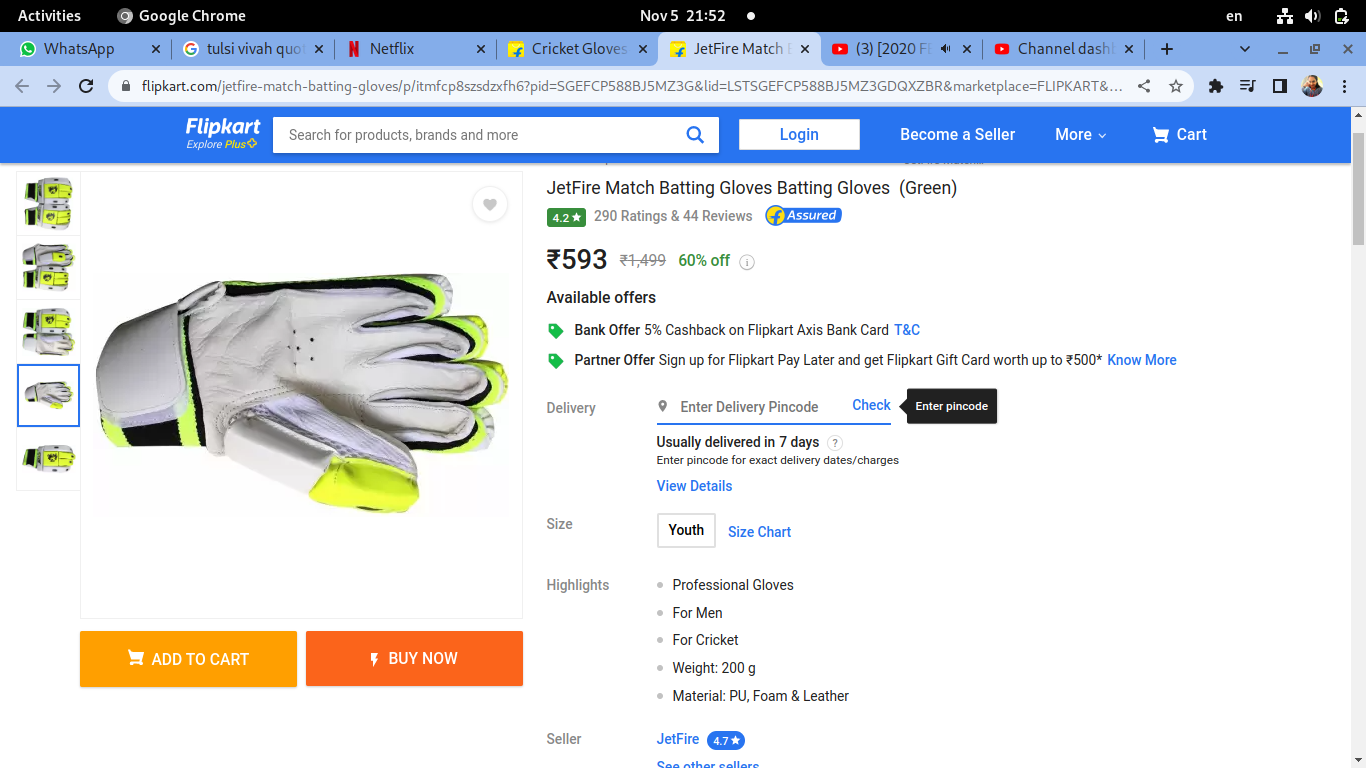 Activities
Google Chrome
Nov 5 21:52
en
WhatsApp
tulsi vivah quo
Netflix
Cricket Gloves
JetFire Match
(3) [2020
Channel dash
flipkart.com/jetfire-match-batting-gloves/p/itmfcp8szsdzxfh6?pid=SGEFCP588BJ5MZ3G&lid=LSTSGEFCP588BJ5MZ3GDQXZBR&marketplace=FLIPKART&...
Flipkart
Explore Plus
Search for products, brands and more
Login
Become a Seller
More
Cart
JetFire Match Batting Gloves Batting Gloves (Green)
4.2★ 290 Ratings & 44 Reviews
f Assured
₹593 ₹1,499 60% off i
Available offers
Bank Offer 5% Cashback on Flipkart Axis Bank Card T&C
Partner Offer Sign up for Flipkart Pay Later and get Flipkart Gift Card worth up to ₹500* Know More
Delivery
Enter Delivery Pincode
Check
Enter pincode
Usually delivered in 7 days ?
Enter pincode for exact delivery dates/charges
View Details
Size
Youth
Size Chart
Highlights
Professional Gloves
For Men
For Cricket
Weight: 200 g
Material: PU, Foam & Leather
ADD TO CART
BUY NOW
Seller
JetFire 4.7★
See other sellers